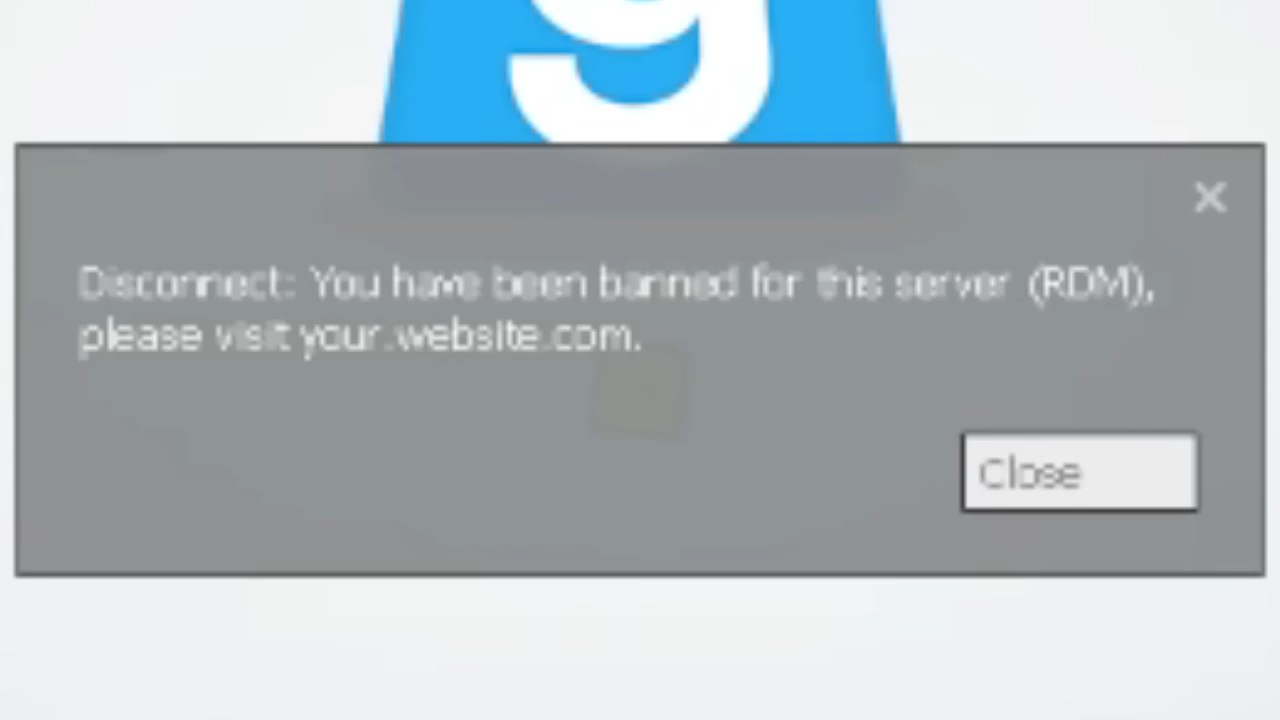 g
Disconnect: You have been banned for this server (RDM),
please visit your.website.com.
Close